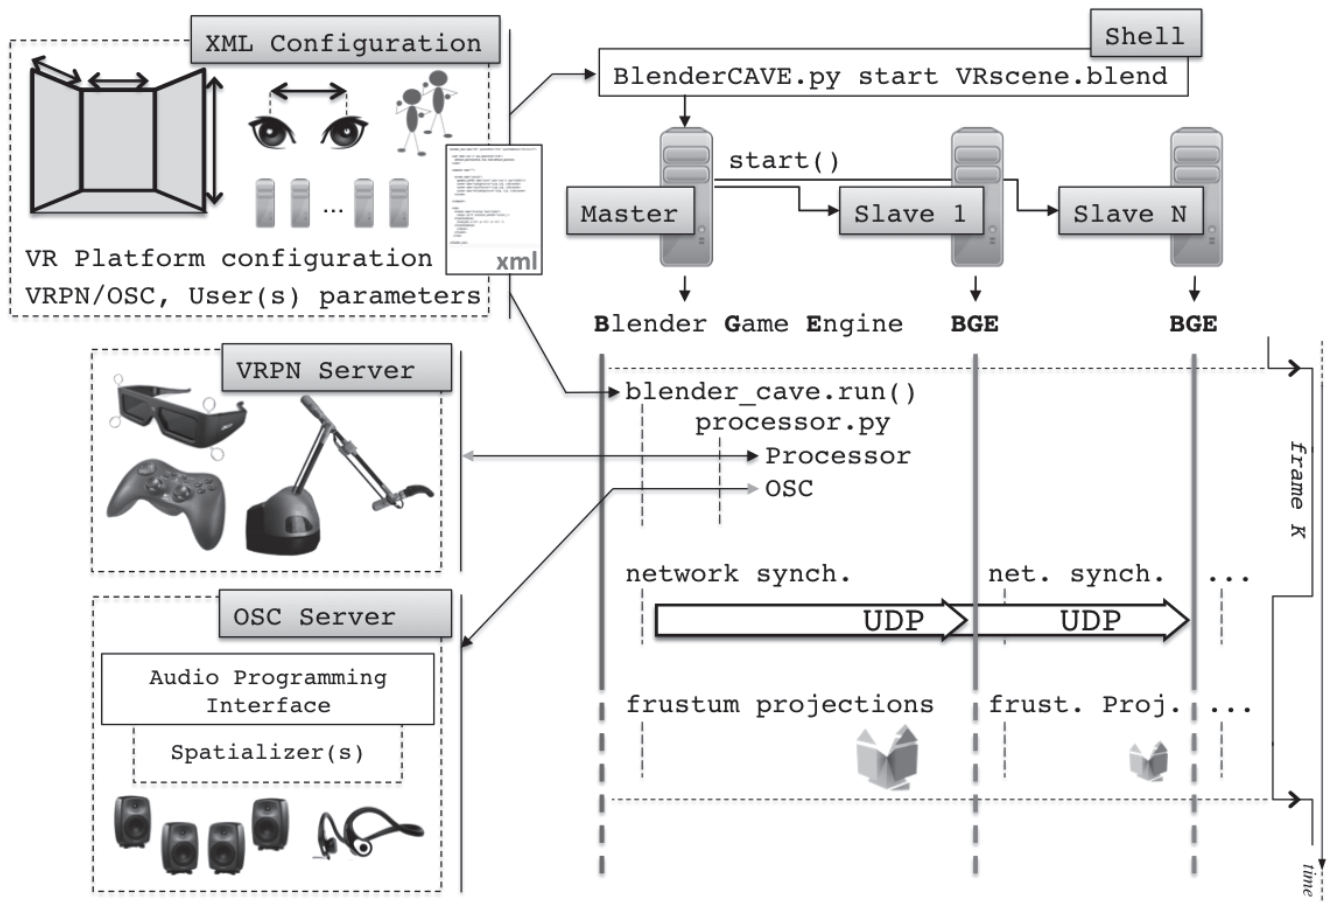 XML Configuration
VR Platform configuration
VRPN/OSC, User(s) parameters
...
xml
Shell
BlenderCAVE.py start VRscene.blend
start()
Master
Slave 1
Slave N
Blender Game Engine
BGE
BGE
VRPN Server
blender_cave.run()
processor.py
Processor
OSC
frame K
network synch.
net. synch.
...
UDP
UDP
OSC Server
Audio Programming
Interface
Spatializer(s)
frustum projections
frust. Proj.
...
time